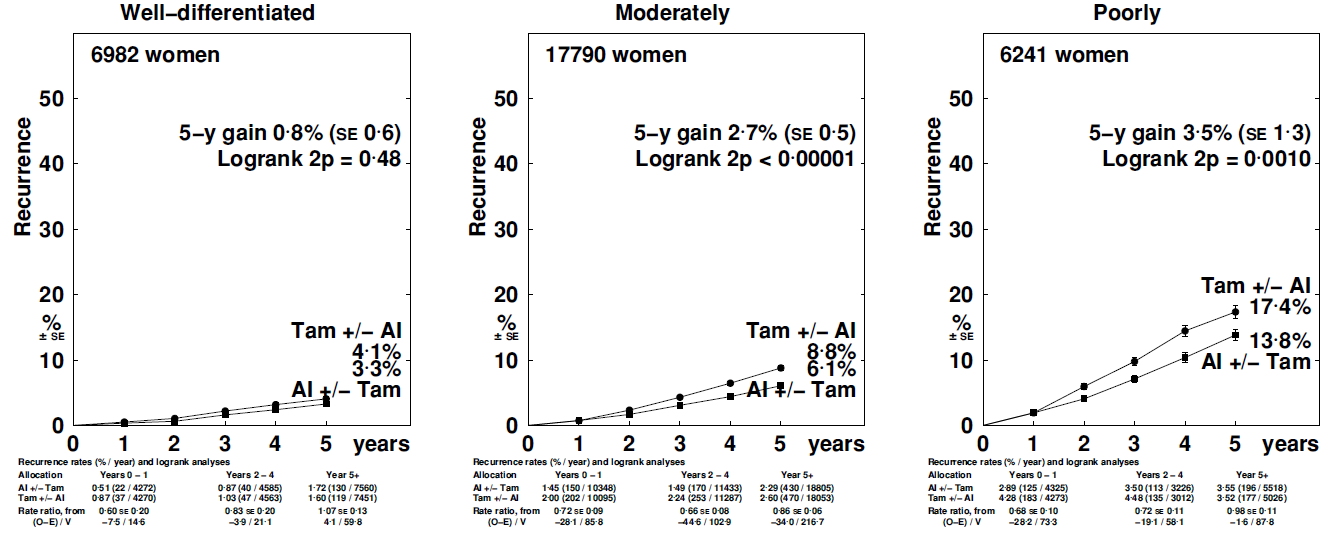 Well–differentiated
6982 women
50
40
30
20
10
0
Recurrence
%
± SE
5–y gain 0·8% (SE 0·6)
Logrank 2p = 0·48
Tam +/– AI
4·1%
3·3%
AI +/– Tam
0 1 2 3 4 5 years
Recurrence rates (% / year) and logrank analyses
Allocation Years 0 – 1 Years 2 – 4 Year 5+
AI +/– Tam 0·51 (22 / 4272) 0·87 (40 / 4585) 1·72 (130 / 7560)
Tam +/– AI 0·87 (37 / 4270) 1·03 (47 / 4563) 1·60 (119 / 7451)
Rate ratio, from 0·60 SE 0·20 0·83 SE 0·20 1·07 SE 0·13
(O–E) / V –7·5 / 14·6 –3·9 / 21·1 4·1 / 59·8
Moderately
17790 women
50
40
30
20
10
0
Recurrence
%
± SE
5–y gain 2·7% (SE 0·5)
Logrank 2p < 0·00001
Tam +/– AI
8·8%
6·1%
AI +/– Tam
0 1 2 3 4 5 years
Recurrence rates (% / year) and logrank analyses
Allocation Years 0 – 1 Years 2 – 4 Year 5+
AI +/– Tam 1·45 (150 / 10348) 1·49 (170 / 11433) 2·29 (430 / 18805)
Tam +/– AI 2·00 (202 / 10095) 2·24 (253 / 11287) 2·60 (470 / 18053)
Rate ratio, from 0·72 SE 0·09 0·66 SE 0·08 0·86 SE 0·06
(O–E) / V –28·1 / 85·8 –44·6 / 102·9 –34·0 / 216·7
Poorly
6241 women
50
40
30
20
10
0
Recurrence
%
± SE
5–y gain 3·5% (SE 1·3)
Logrank 2p = 0·0010
Tam +/– AI
17·4%
13·8%
AI +/– Tam
0 1 2 3 4 5 years
Recurrence rates (% / year) and logrank analyses
Allocation Years 0 – 1 Years 2 – 4 Year 5+
AI +/– Tam 2·89 (125 / 4325) 3·50 (113 / 3226) 3·55 (196 / 5518)
Tam +/– AI 4·28 (183 / 4273) 4·48 (135 / 3012) 3·52 (177 / 5026)
Rate ratio, from 0·68 SE 0·10 0·72 SE 0·11 0·98 SE 0·11
(O–E) / V –28·2 / 73·3 –19·1 / 58·1 –1·6 / 87·8